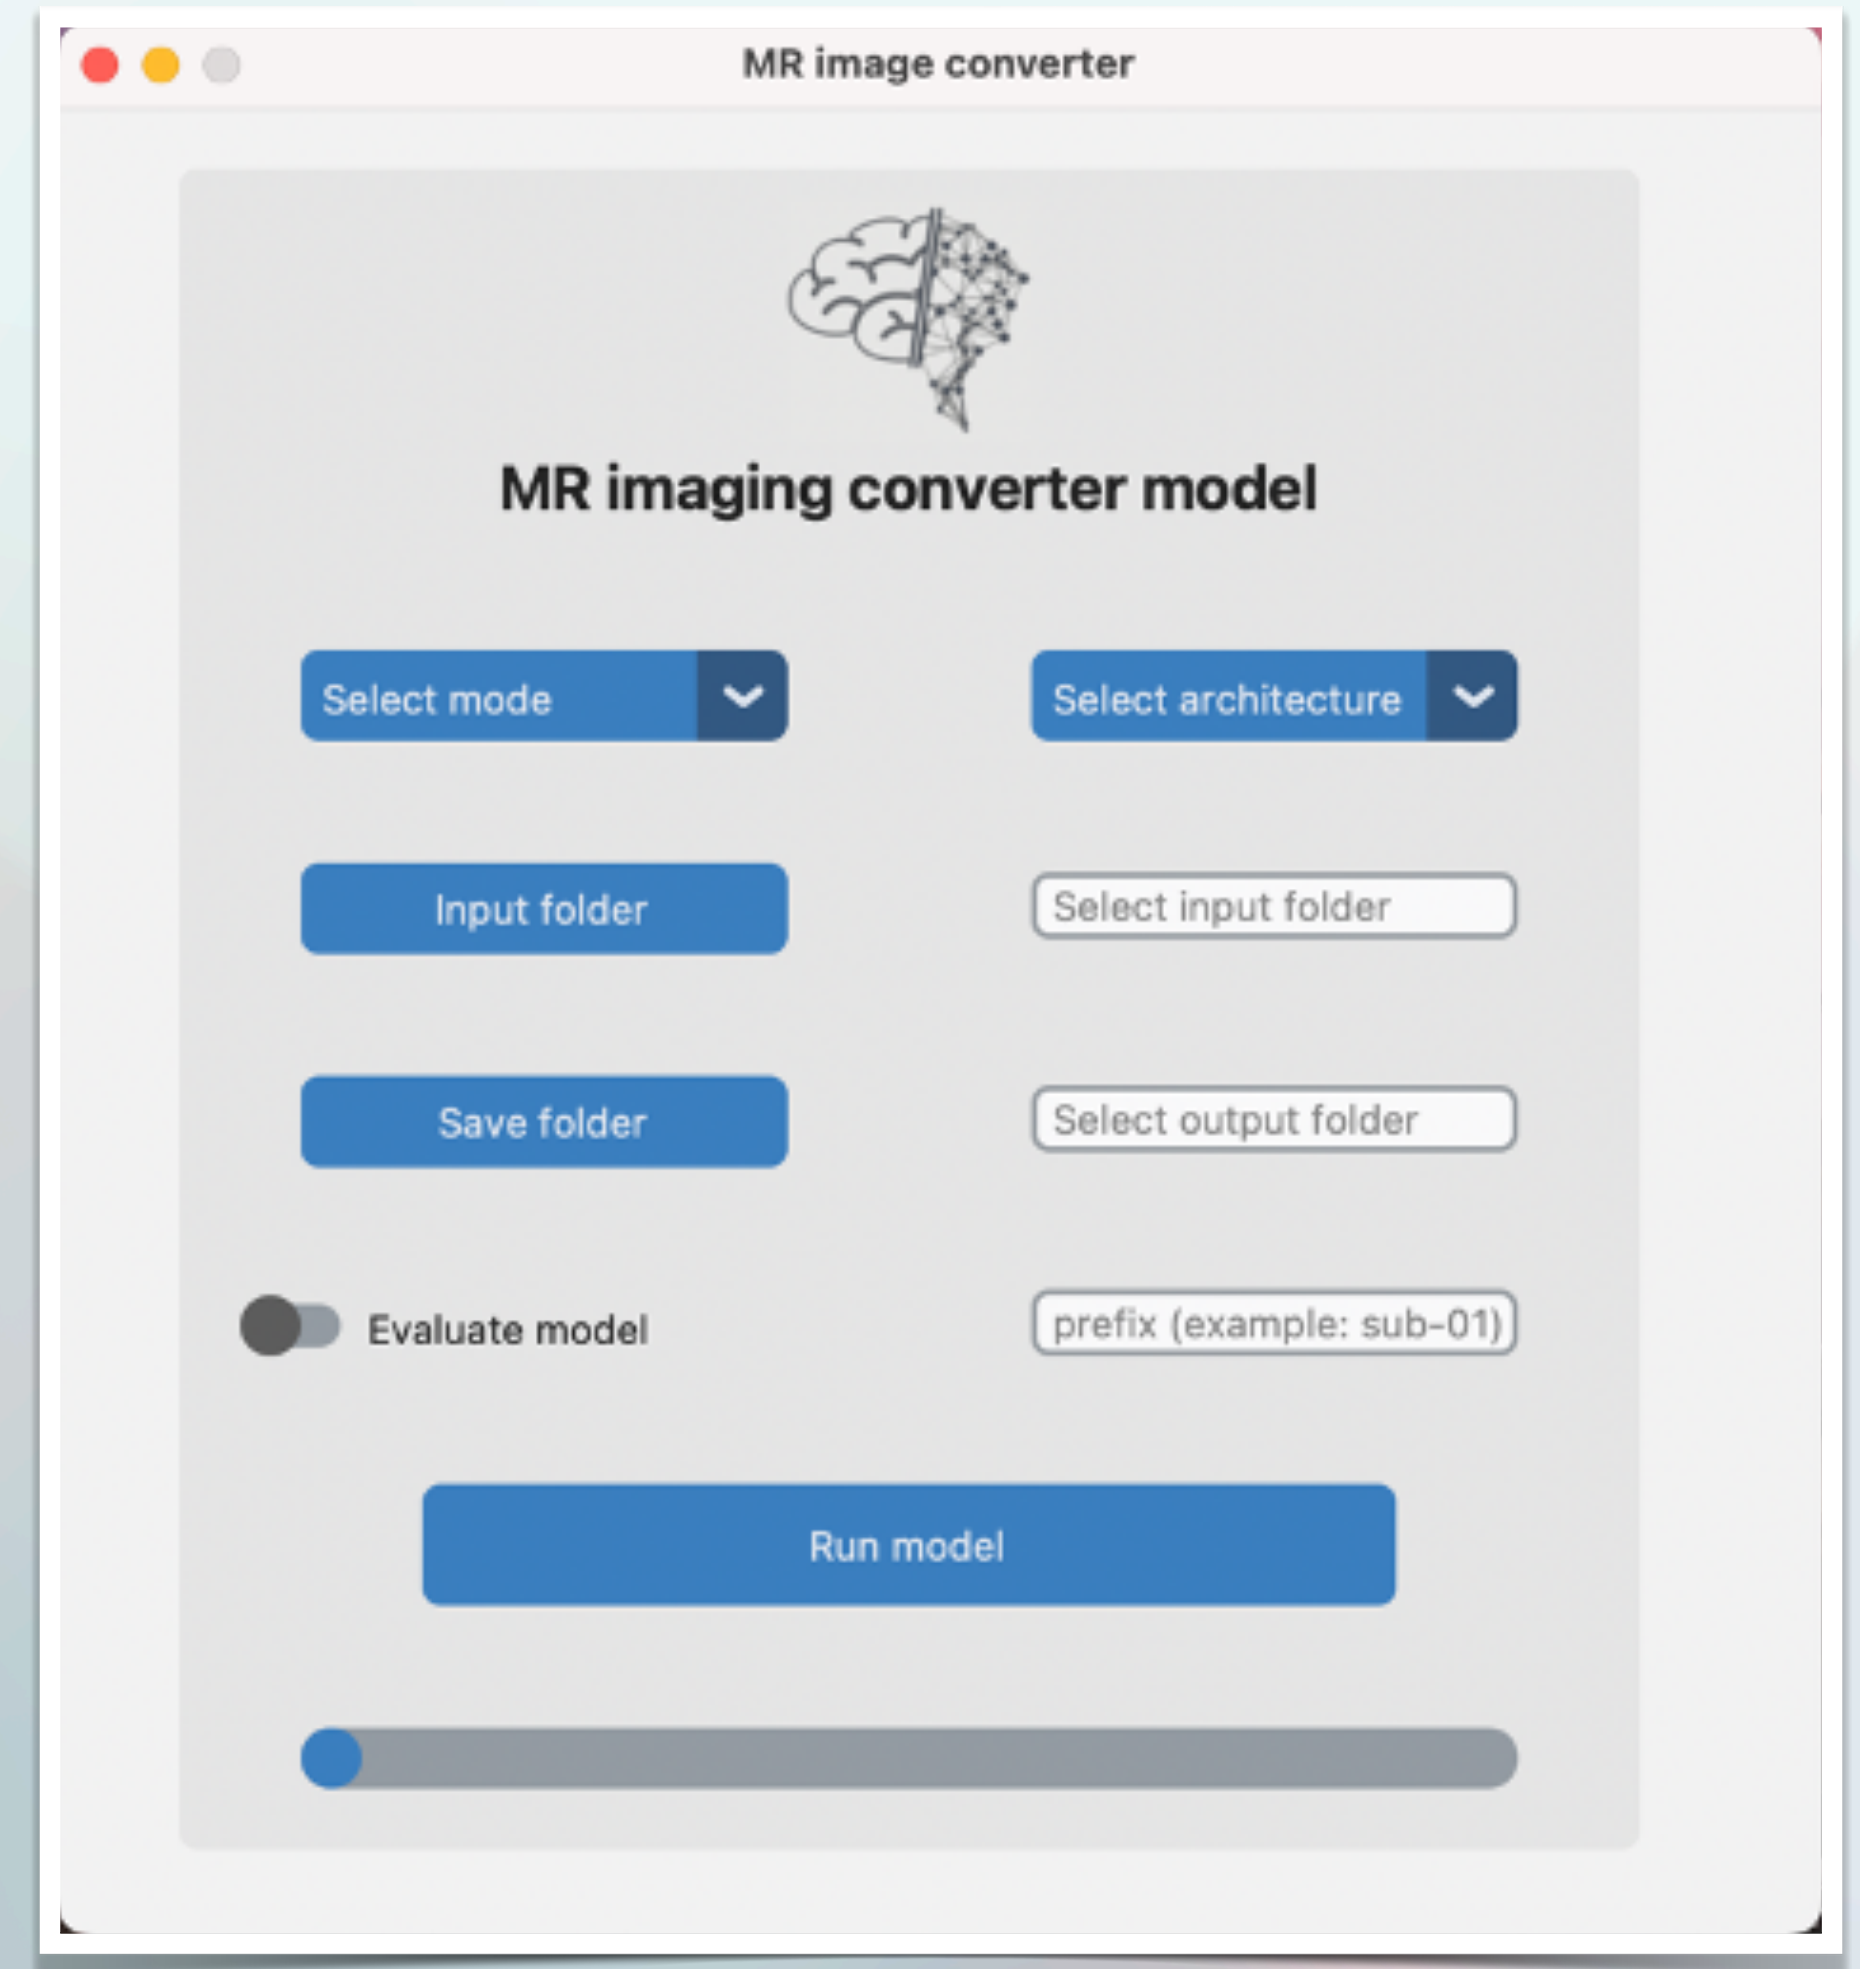 MR image converter
MR imaging converter model
Select mode
Select architecture
Input folder
Select input folder
Save folder
Select output folder
Evaluate model
prefix (example: sub-01)
Run model